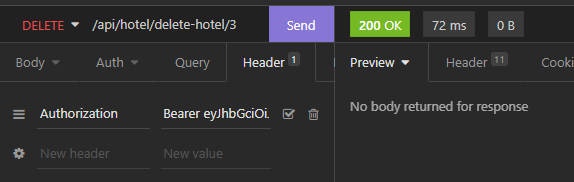 DELETE /api/hotel/delete-hotel/3 Send 200 OK 72 ms 0 B
Body Auth Query Header 1 Preview Header 11 Cooki
Authorization Bearer eyJhbGciOi. No body returned for response
New header New value